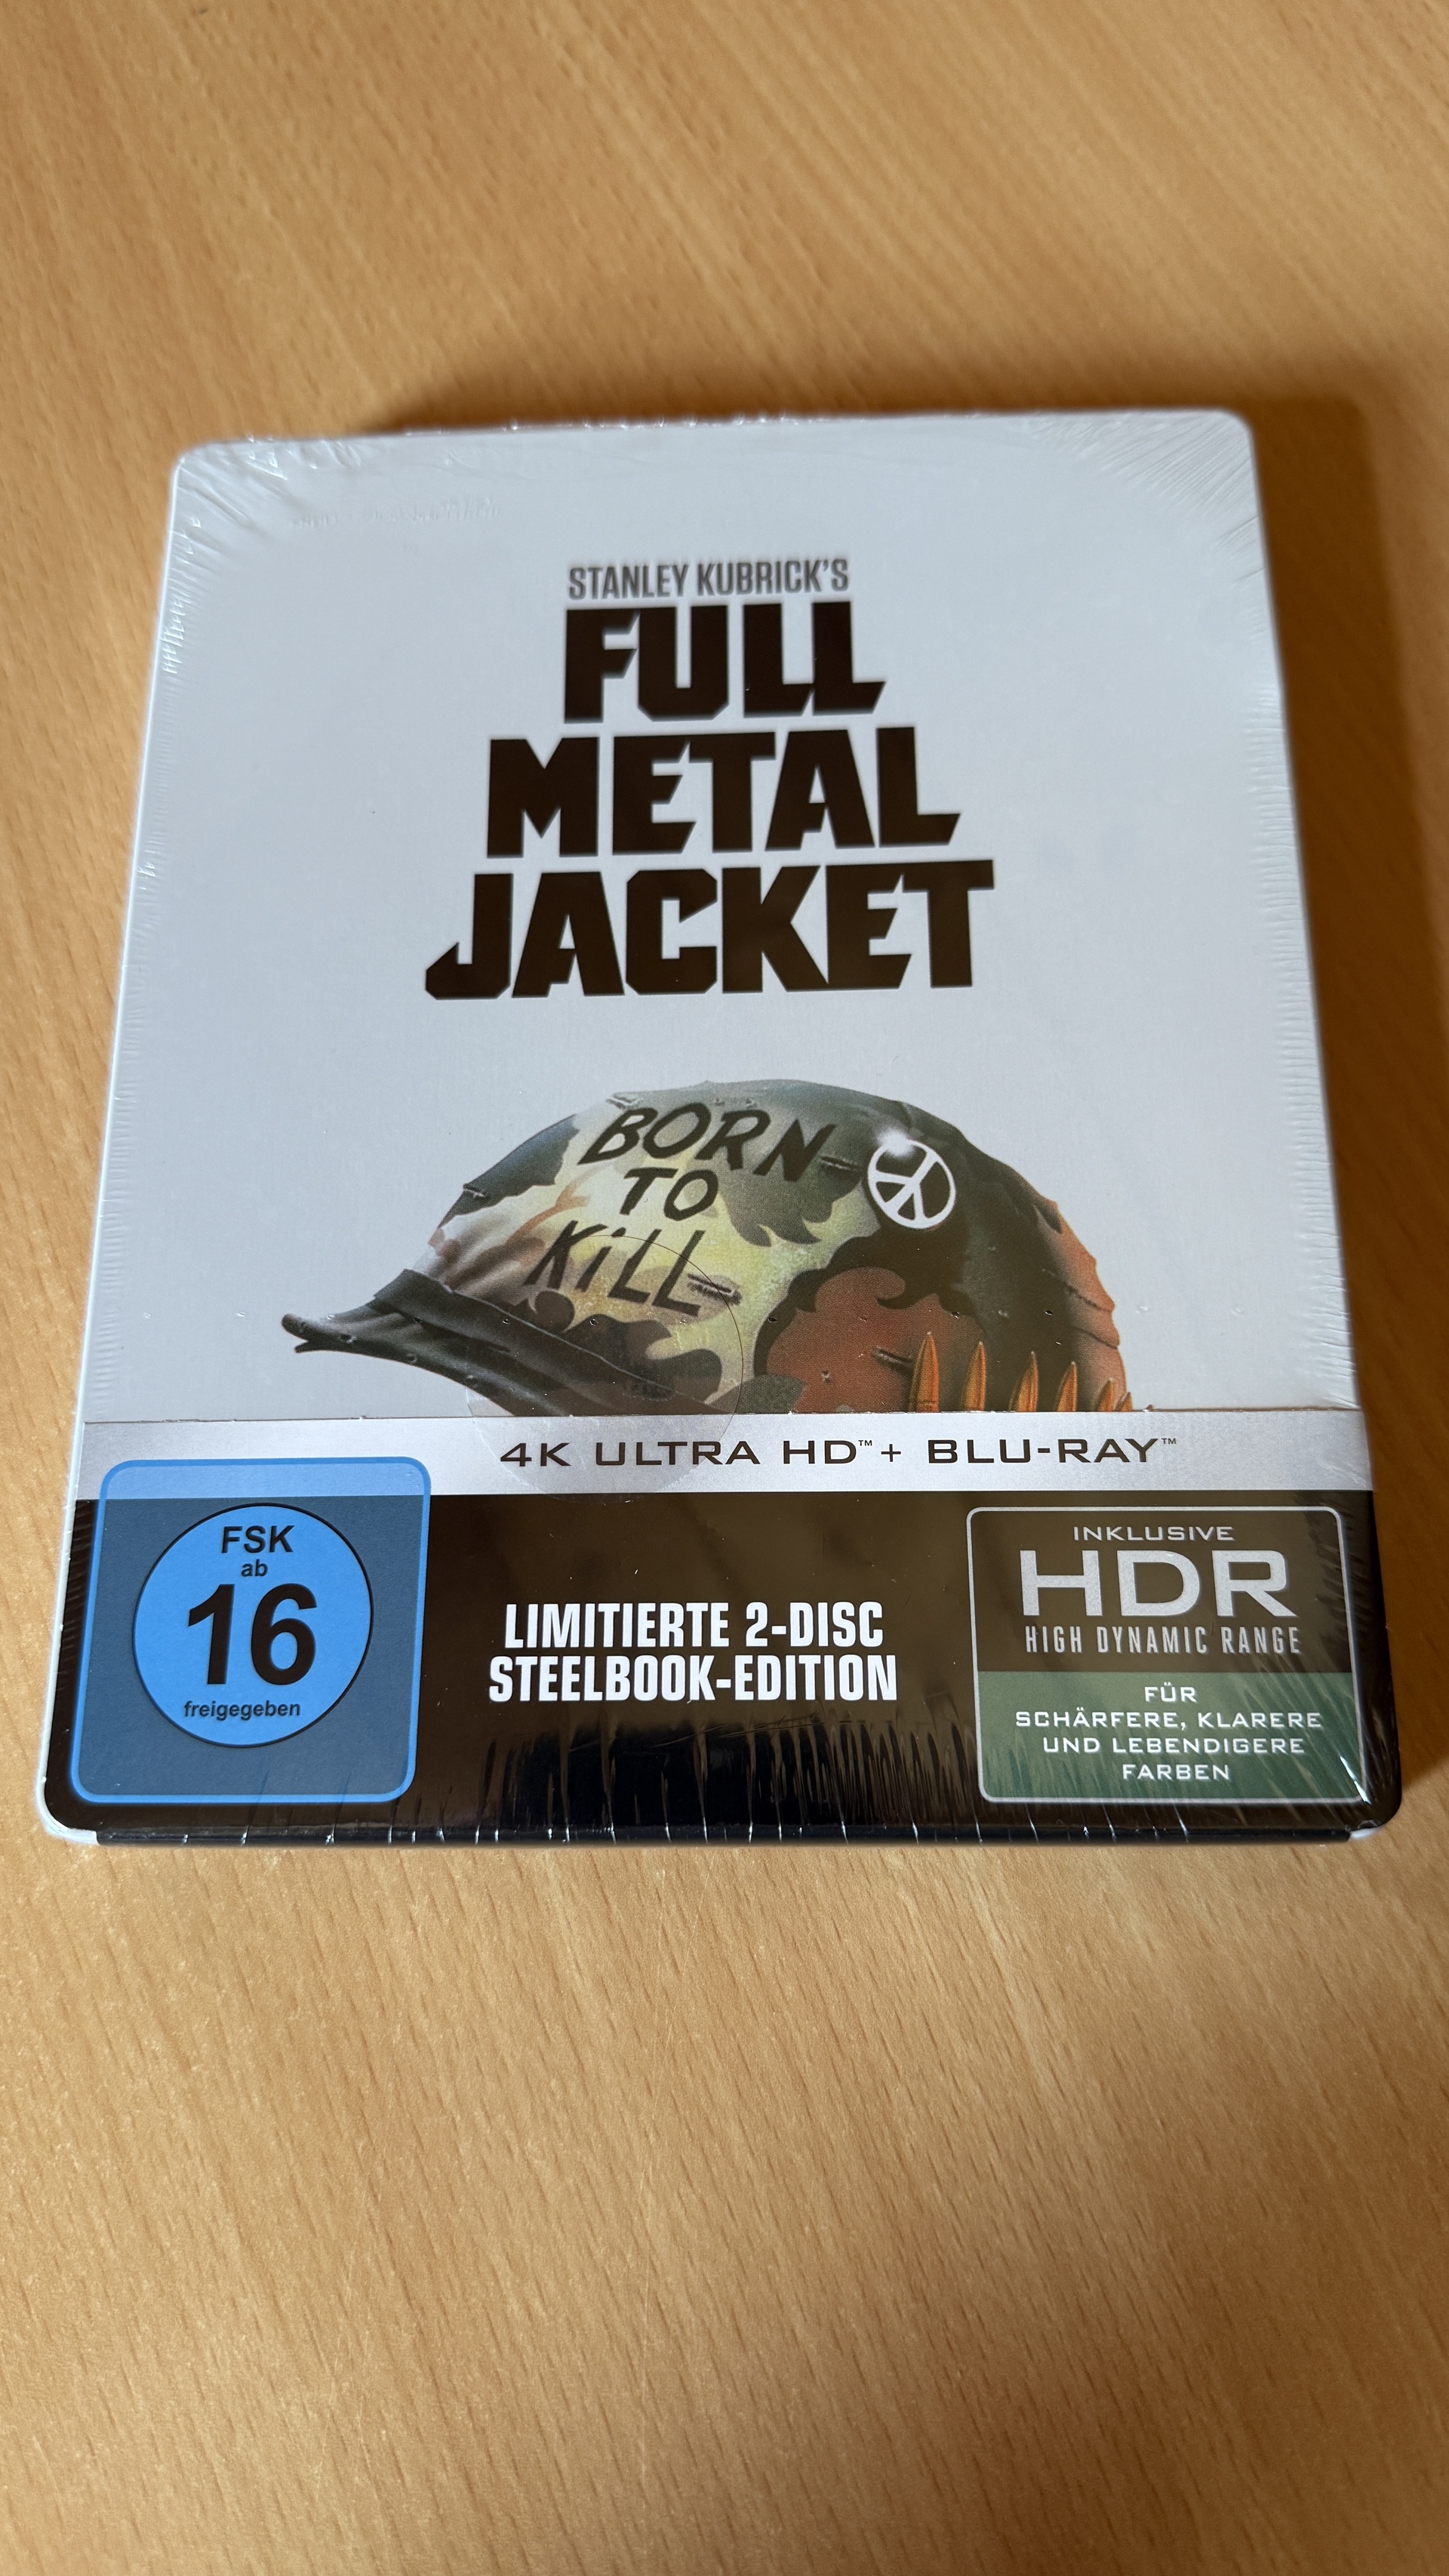 STANLEY KUBRICK'S
FULL
METAL
JACKET
BORN
TO
KiLL
4K ULTRA HD™ + BLU-RAY™
FSK
ab
16
freigegeben
LIMITIERTE 2-DISC
STEELBOOK-EDITION
INKLUSIVE
HDR
HIGH DYNAMIC RANGE
FÜR
SCHÄRFERE, KLARERE
UND LEBENDIGERE
FARBEN